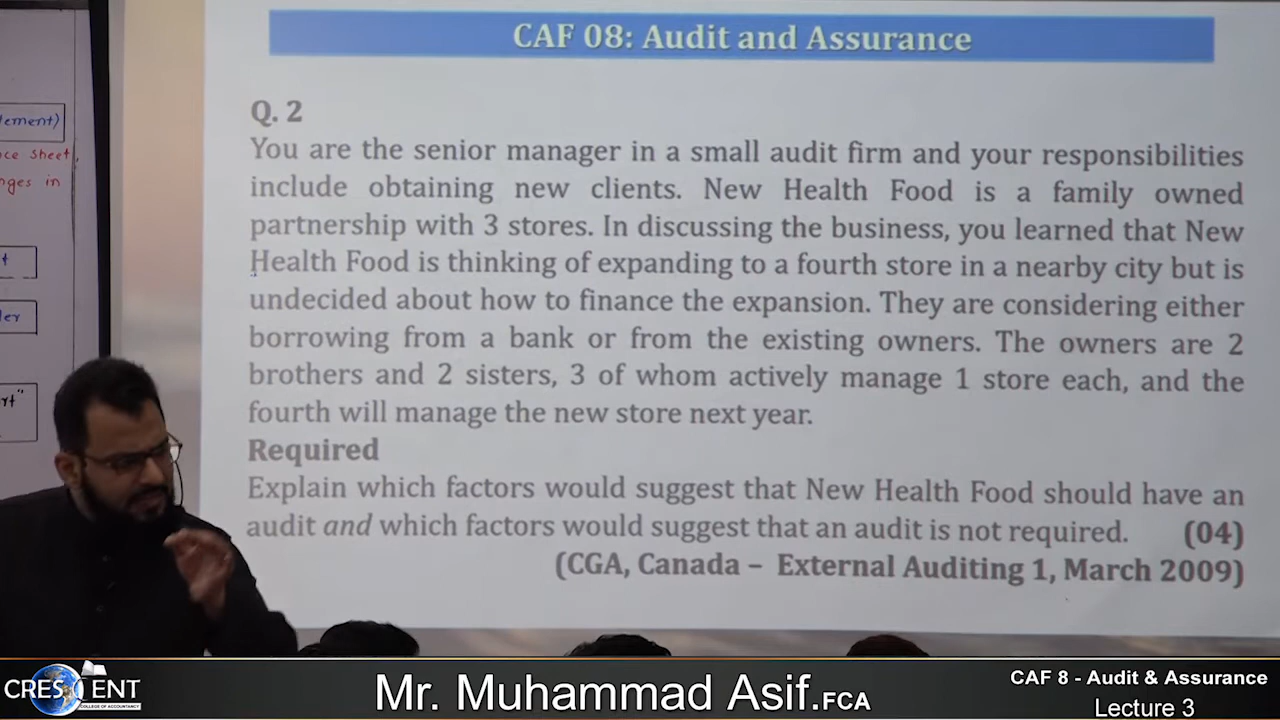 CAF 08: Audit and Assurance
Q. 2
You are the senior manager in a small audit firm and your responsibilities
include obtaining new clients. New Health Food is a family owned
partnership with 3 stores. In discussing the business, you learned that New
Health Food is thinking of expanding to a fourth store in a nearby city but is
undecided about how to finance the expansion. They are considering either
borrowing from a bank or from the existing owners. The owners are 2
brothers and 2 sisters, 3 of whom actively manage 1 store each, and the
fourth will manage the new store next year.
Required
Explain which factors would suggest that New Health Food should have an
audit and which factors would suggest that an audit is not required. (04)
(CGA, Canada – External Auditing 1, March 2009)
lement)
ce sheet,
nges in
t
er
rt"
CRESCENT
COLLEGE OF ACCOUNTANCY
Mr. Muhammad Asif.FCA
CAF 8 - Audit & Assurance
Lecture 3